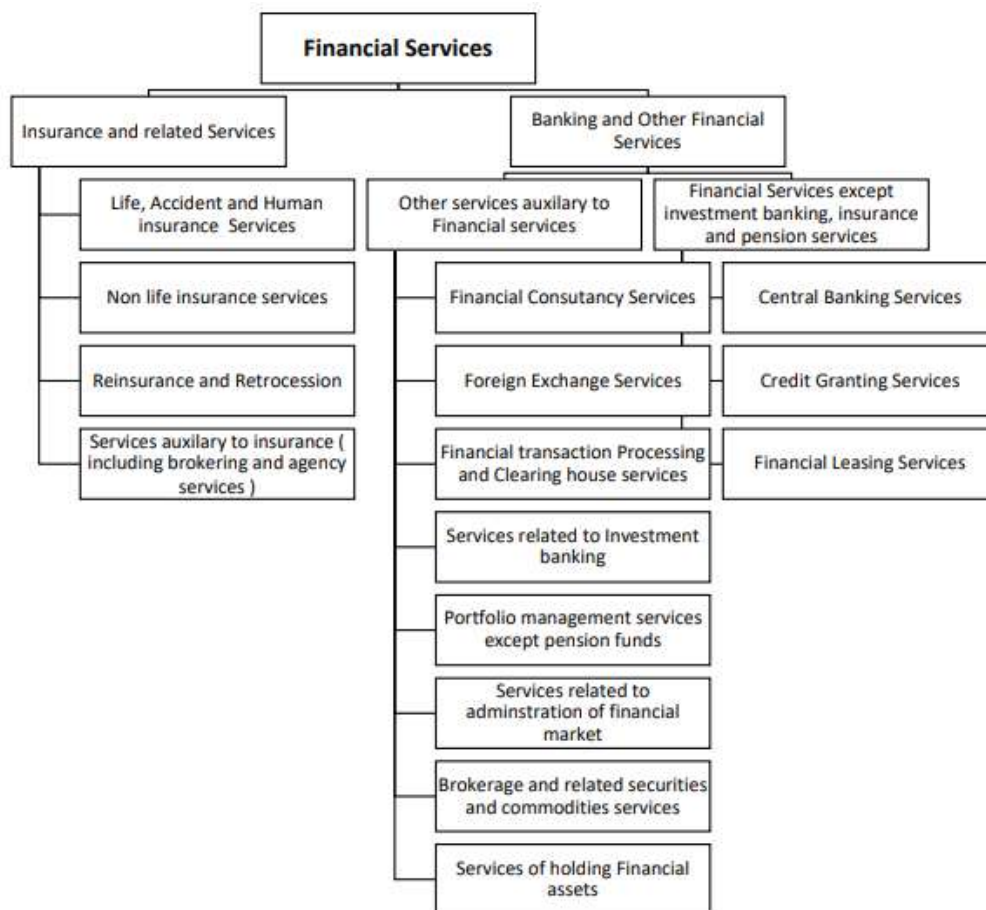 Financial Services
Insurance and related Services
Banking and Other Financial
Services
Life, Accident and Human
insurance Services
Non life insurance services
Reinsurance and Retrocession
Services auxilary to insurance (
including brokering and agency
services )
Other services auxilary to
Financial services
Financial Consutancy Services
Foreign Exchange Services
Financial transaction Processing
and Clearing house services
Services related to Investment
banking
Portfolio management services
except pension funds
Services related to
adminstration of financial
market
Brokerage and related securities
and commodities services
Services of holding Financial
assets
Financial Services except
investment banking, insurance
and pension services
Central Banking Services
Credit Granting Services
Financial Leasing Services